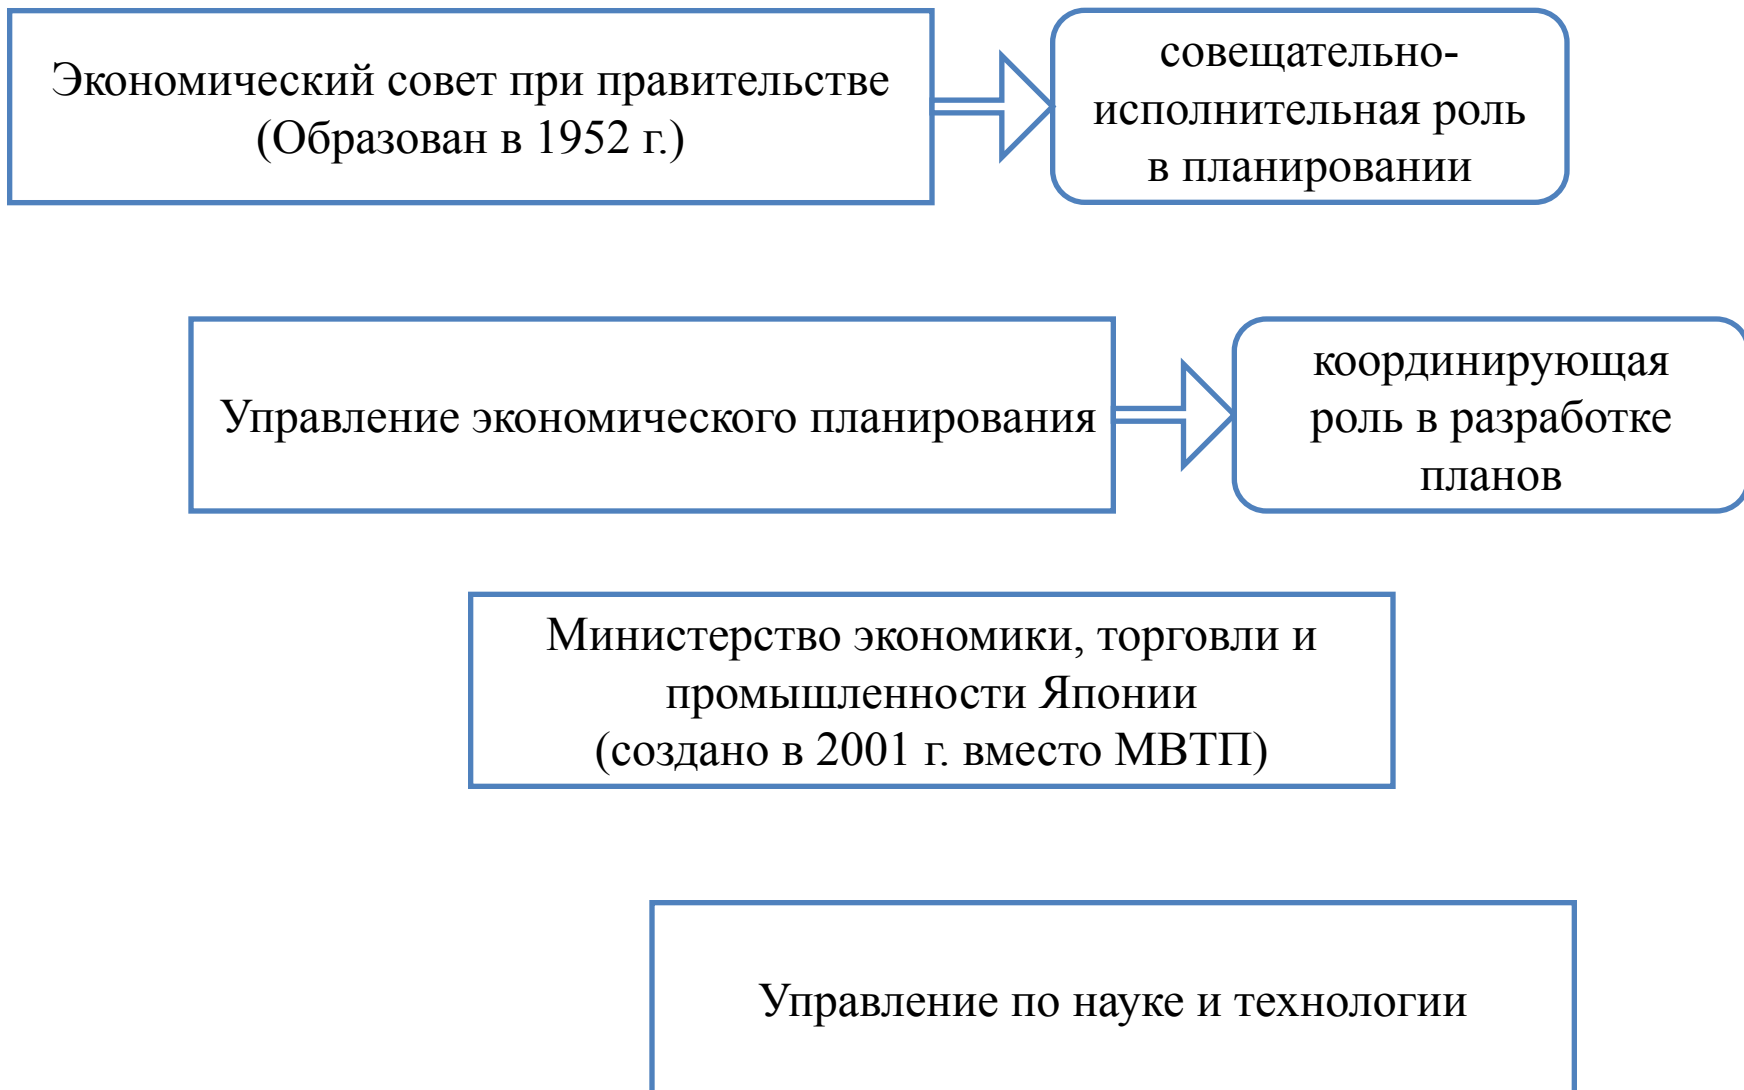 Экономический совет при правительстве
(Образован в 1952 г.)
совещательно-
исполнительная роль
в планировании
Управление экономического планирования
координирующая
роль в разработке
планов
Министерство экономики, торговли и
промышленности Японии
(создано в 2001 г. вместо МВТП)
Управление по науке и технологии